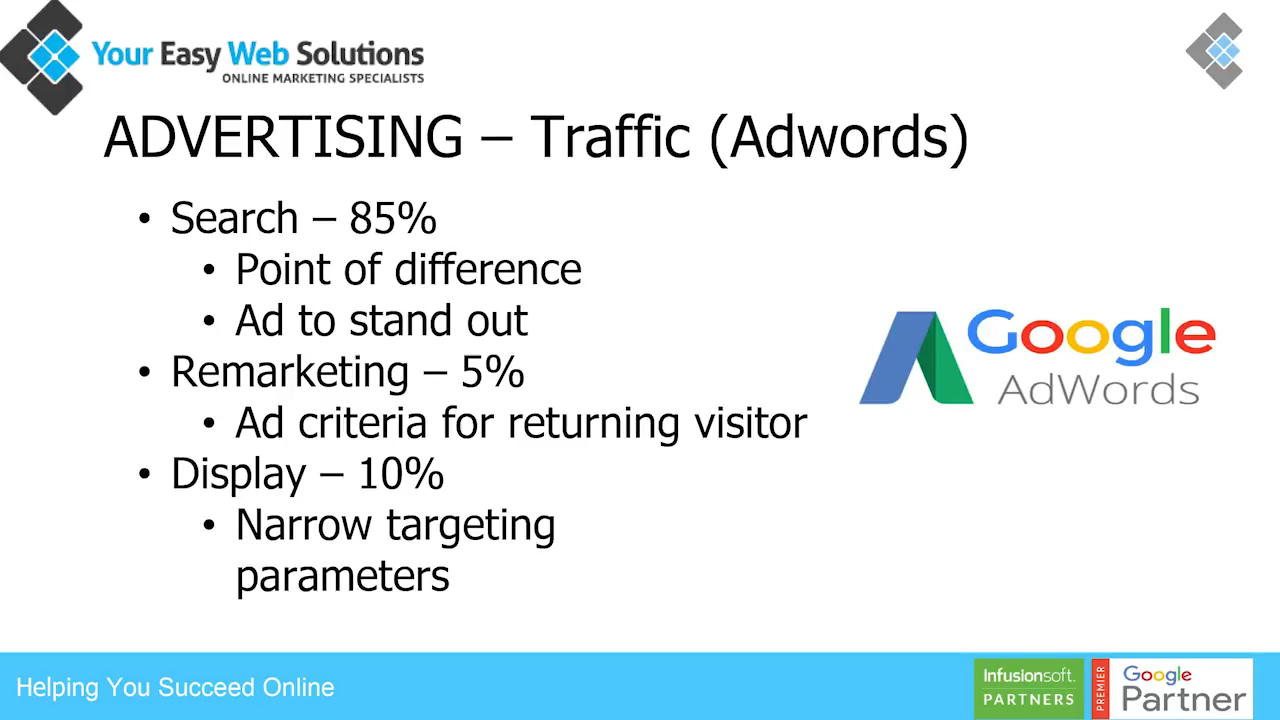 Your Easy Web Solutions
ONLINE MARKETING SPECIALISTS
ADVERTISING – Traffic (Adwords)
• Search – 85%
• Point of difference
• Ad to stand out
• Remarketing – 5%
• Ad criteria for returning visitor
• Display – 10%
• Narrow targeting
parameters
Google
AdWords
Helping You Succeed Online
Infusionsoft.
PARTNERS
PREMIER
Google
Partner